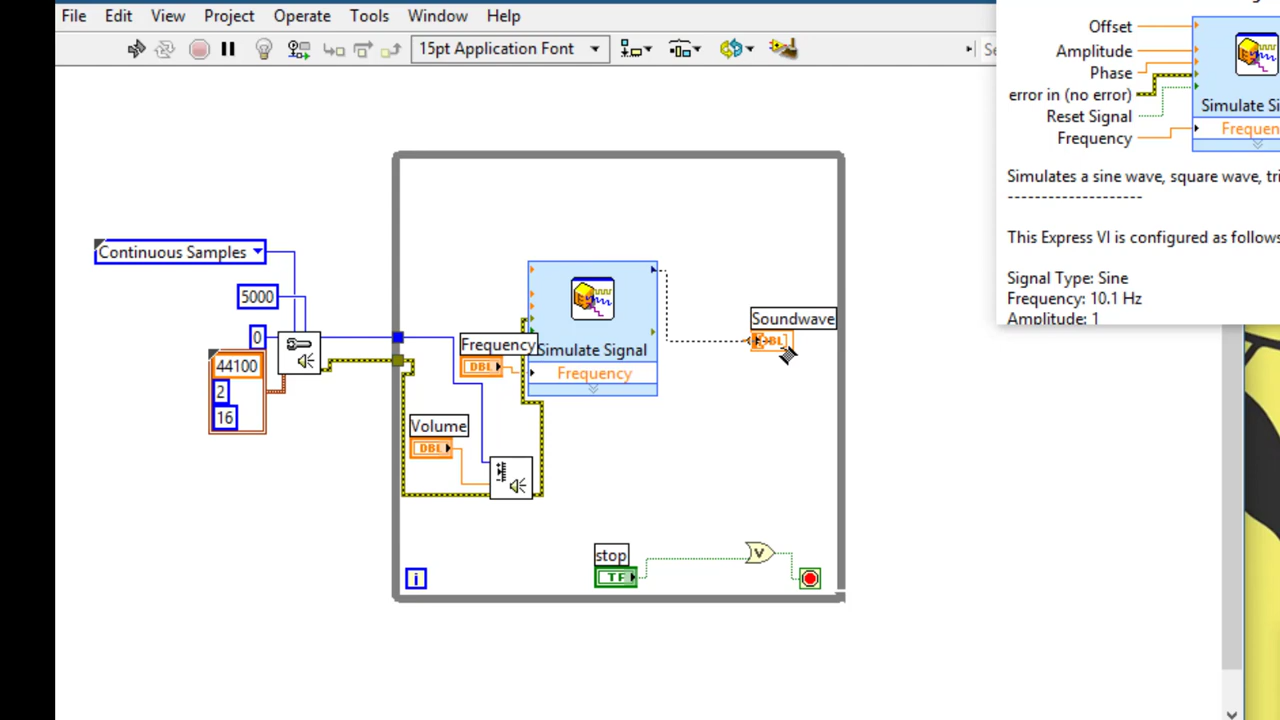 File Edit View Project Operate Tools Window Help
15pt Application Font
Offset
Amplitude
Phase
error in (no error)
Reset Signal
Frequency
Simulate Si
Frequen
Simulates a sine wave, square wave, tri
--------------------
This Express VI is configured as follows
Signal Type: Sine
Frequency: 10.1 Hz
Amplitude: 1
Continuous Samples
5000
0
44100
2
16
Frequency
DBL
Simulate Signal
Frequency
Soundwave
DBL
Volume
DBL
stop
TF
V
i